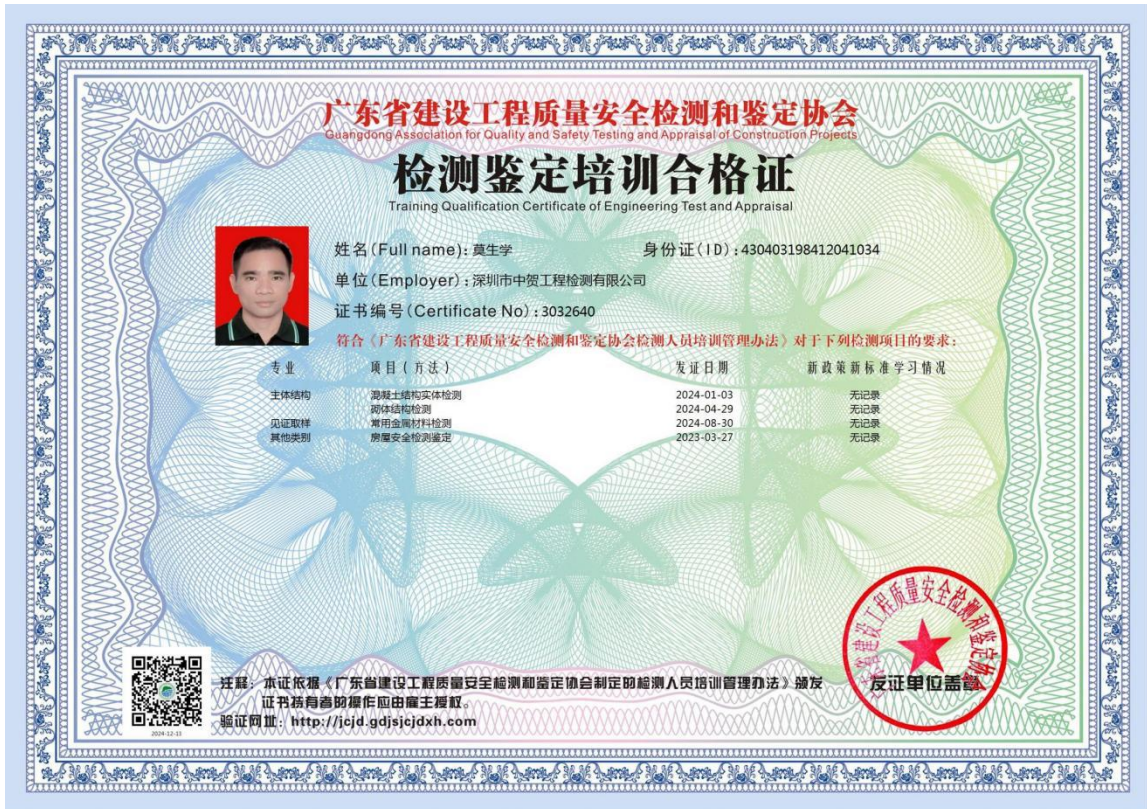 广东省建设工程质量安全检测和鉴定协会
Guangdong Association for Quality and Safety Testing and Appraisal of Construction Projects
检测鉴定培训合格证
Training Qualification Certificate of Engineering Test and Appraisal
姓名(Full name): 莫生学 身份证(ID): 430403198412041034
单位(Employer): 深圳市中贺工程检测有限公司
证书编号(Certificate No): 3032640
符合《广东省建设工程质量安全检测和鉴定协会检测人员培训管理办法》对于下列检测项目的要求:
专业 项目(方法) 发证日期 新政策新标准学习情况
主体结构 混凝土结构实体检测 2024-01-03 无记录
砌体结构检测 2024-04-29 无记录
见证取样 常用金属材料检测 2024-08-30 无记录
其他类别 房屋安全检测鉴定 2023-03-27 无记录
广东省建设工程质量安全检测和鉴定协会
发证单位盖章
注释: 本证依据《广东省建设工程质量安全检测和鉴定协会制定的检测人员培训管理办法》颁发
证书持有者的操作应由雇主授权。
验证网址: http://jcjd.gdjsjcjdxh.com
2024-12-11